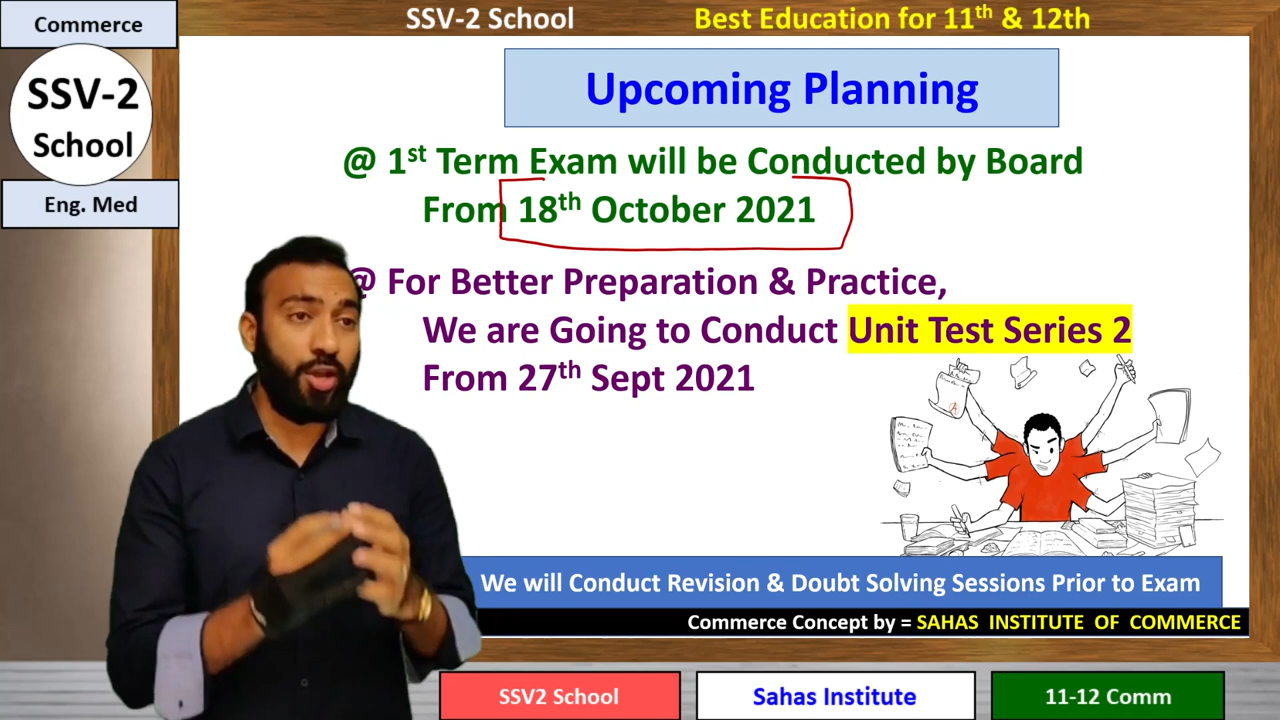 Commerce
SSV-2
School
Eng. Med
SSV-2 School
Best Education for 11th & 12th
Upcoming Planning
@ 1st Term Exam will be Conducted by Board
From 18th October 2021
@ For Better Preparation & Practice,
We are Going to Conduct Unit Test Series 2
From 27th Sept 2021
We will Conduct Revision & Doubt Solving Sessions Prior to Exam
Commerce Concept by = SAHAS INSTITUTE OF COMMERCE
SSV2 School
Sahas Institute
11-12 Comm